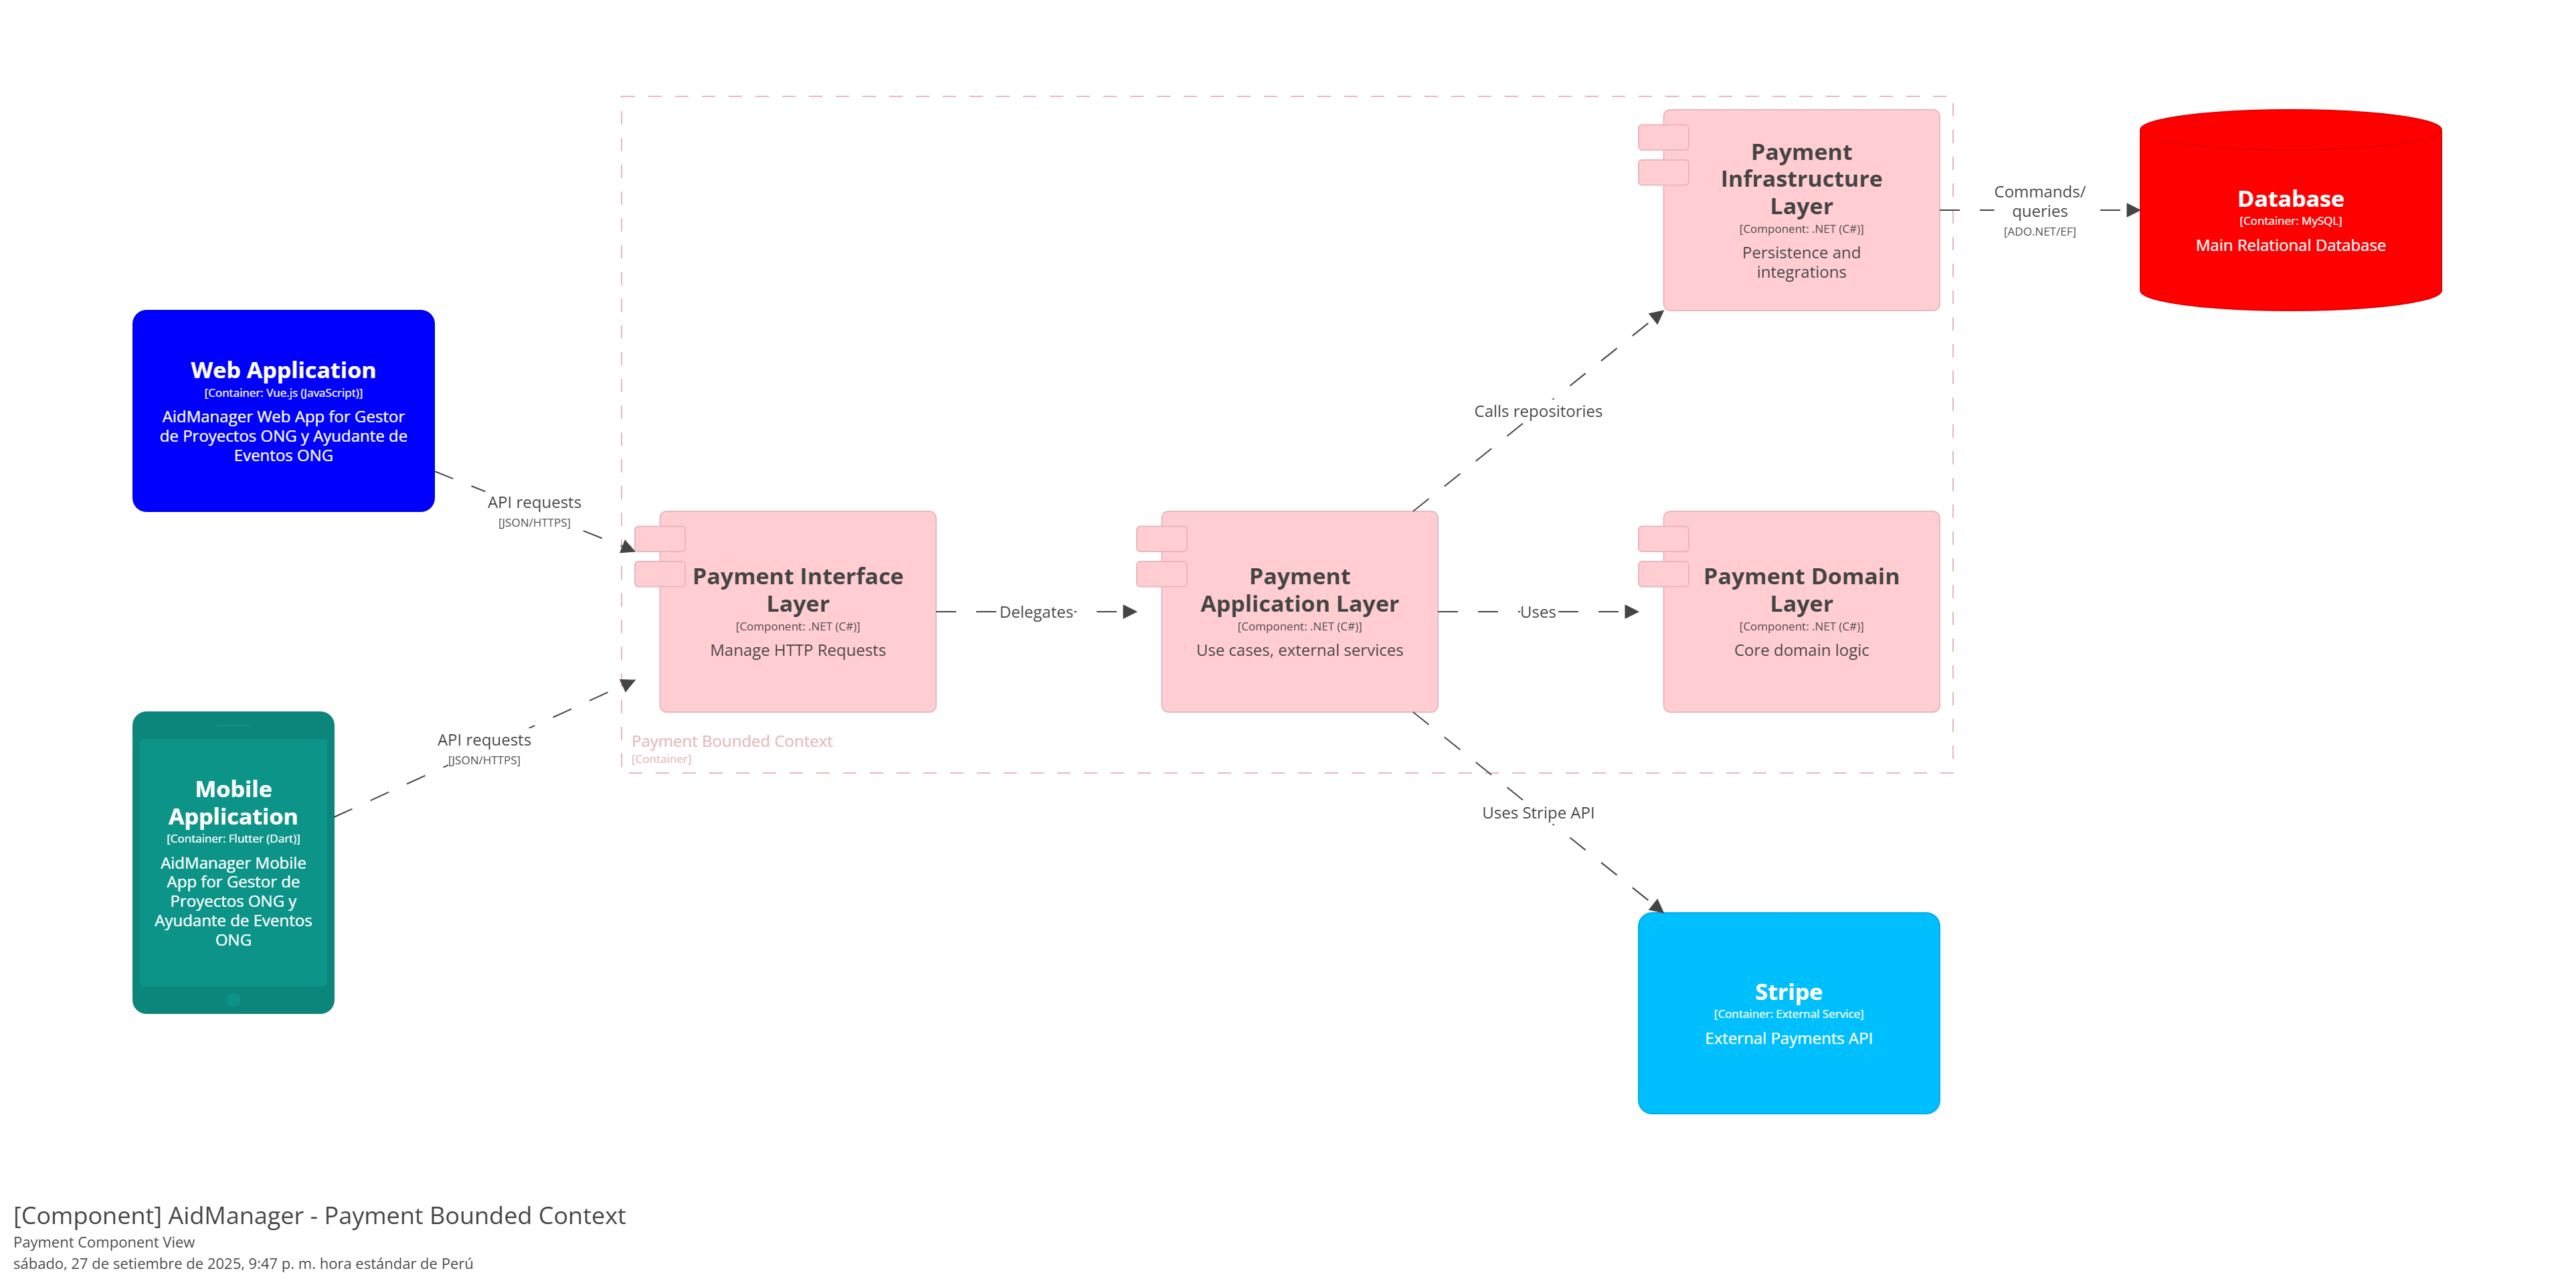 Payment
Infrastructure
Layer
[Component: .NET (C#)]
Persistence and
integrations
Commands/
queries
[ADO.NET/EF]
Database
[Container: MySQL]
Main Relational Database
Web Application
[Container: Vue.js (JavaScript)]
AidManager Web App for Gestor
de Proyectos ONG y Ayudante de
Eventos ONG
Calls repositories
API requests
[JSON/HTTPS]
Payment Interface
Layer
[Component: .NET (C#)]
Manage HTTP Requests
Delegates
Payment
Application Layer
[Component: .NET (C#)]
Use cases, external services
Uses
Payment Domain
Layer
[Component: .NET (C#)]
Core domain logic
API requests
[JSON/HTTPS]
Payment Bounded Context
[Container]
Mobile
Application
[Container: Flutter (Dart)]
AidManager Mobile
App for Gestor de
Proyectos ONG y
Ayudante de Eventos
ONG
Uses Stripe API
Stripe
[Container: External Service]
External Payments API
[Component] AidManager - Payment Bounded Context
Payment Component View
sábado, 27 de setiembre de 2025, 9:47 p. m. hora estándar de Perú